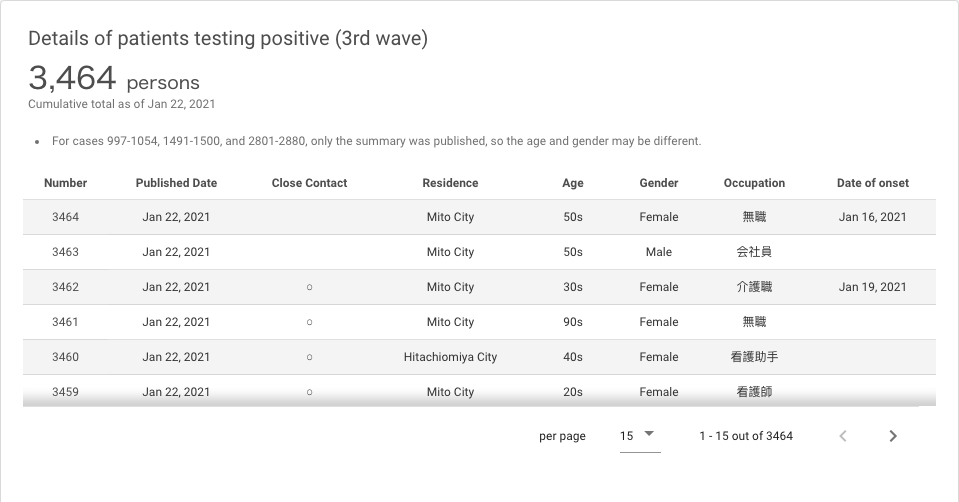 Details of patients testing positive (3rd wave)
3,464 persons
Cumulative total as of Jan 22, 2021
• For cases 997-1054, 1491-1500, and 2801-2880, only the summary was published, so the age and gender may be different.
Number Published Date Close Contact Residence Age Gender Occupation Date of onset
3464 Jan 22, 2021 Mito City 50s Female 無職 Jan 16, 2021
3463 Jan 22, 2021 Mito City 50s Male 会社員
3462 Jan 22, 2021 ○ Mito City 30s Female 介護職 Jan 19, 2021
3461 Jan 22, 2021 ○ Mito City 90s Female 無職
3460 Jan 22, 2021 ○ Hitachiomiya City 40s Female 看護助手
3459 Jan 22, 2021 ○ Mito City 20s Female 看護師
per page 15 1 - 15 out of 3464